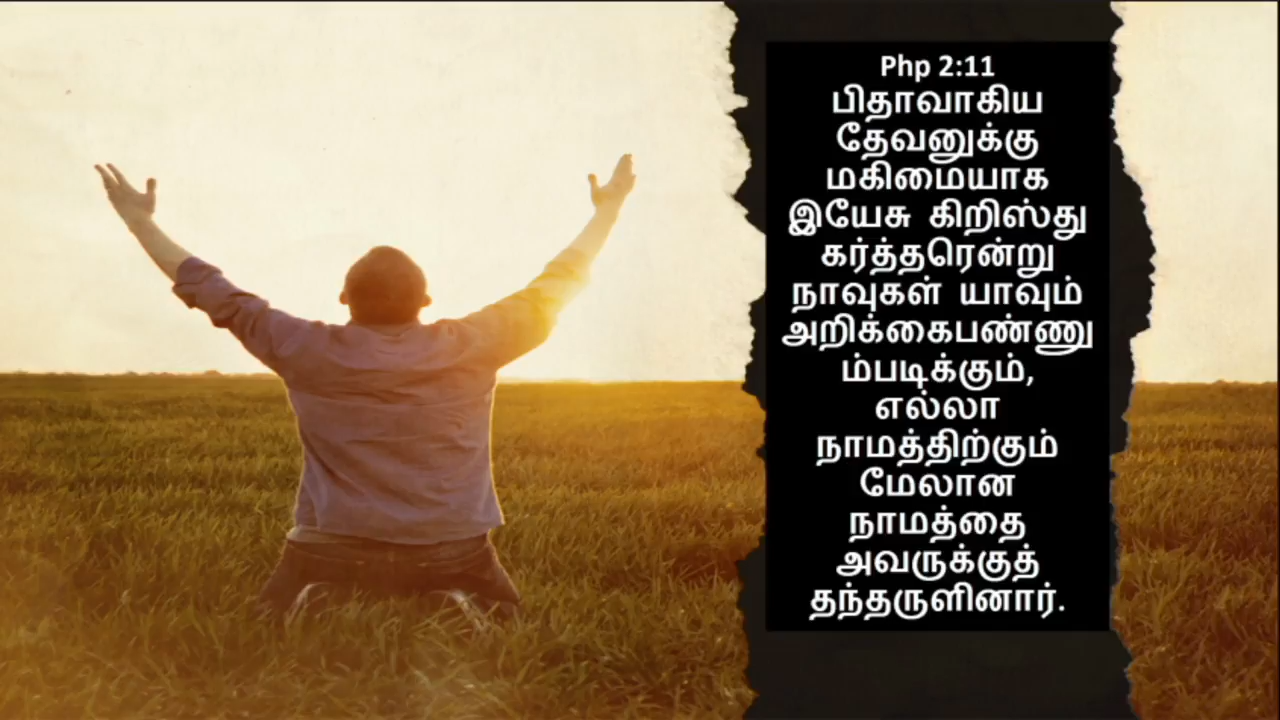 Php 2:11
பிதாவாகிய
தேவனுக்கு
மகிமையாக
இயேசு கிறிஸ்து
கர்த்தரென்று
நாவுகள் யாவும்
அறிக்கைபண்ணு
ம்படிக்கும்,
எல்லா
நாமத்திற்கும்
மேலான
நாமத்தை
அவருக்குத்
தந்தருளினார்.